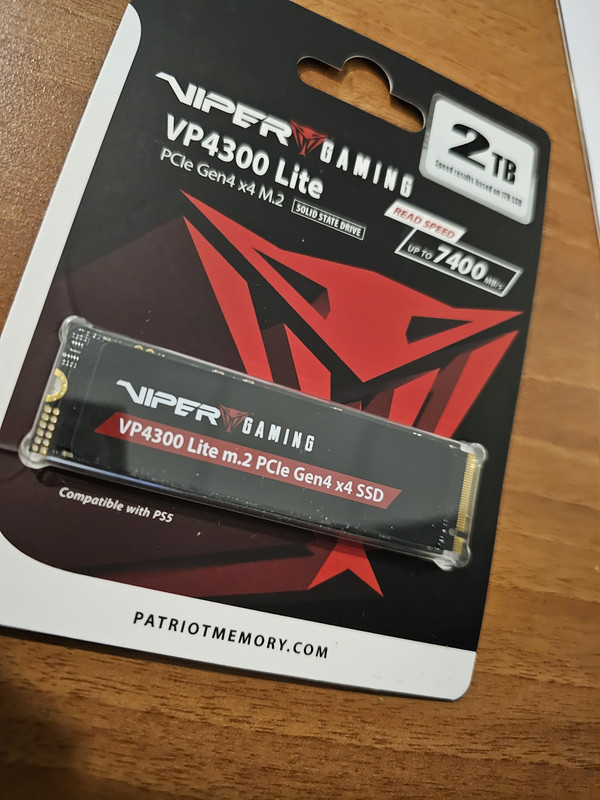 VIPER GAMING
2TB
Speed results based on 1TB SSD
VP4300 Lite
PCIe Gen4 x4 M.2
SOLID STATE DRIVE
READ SPEED
UP TO 7400 MB/s
VIPER GAMING
VP4300 Lite m.2 PCIe Gen4 x4 SSD
Compatible with PS5
PATRIOTMEMORY.COM